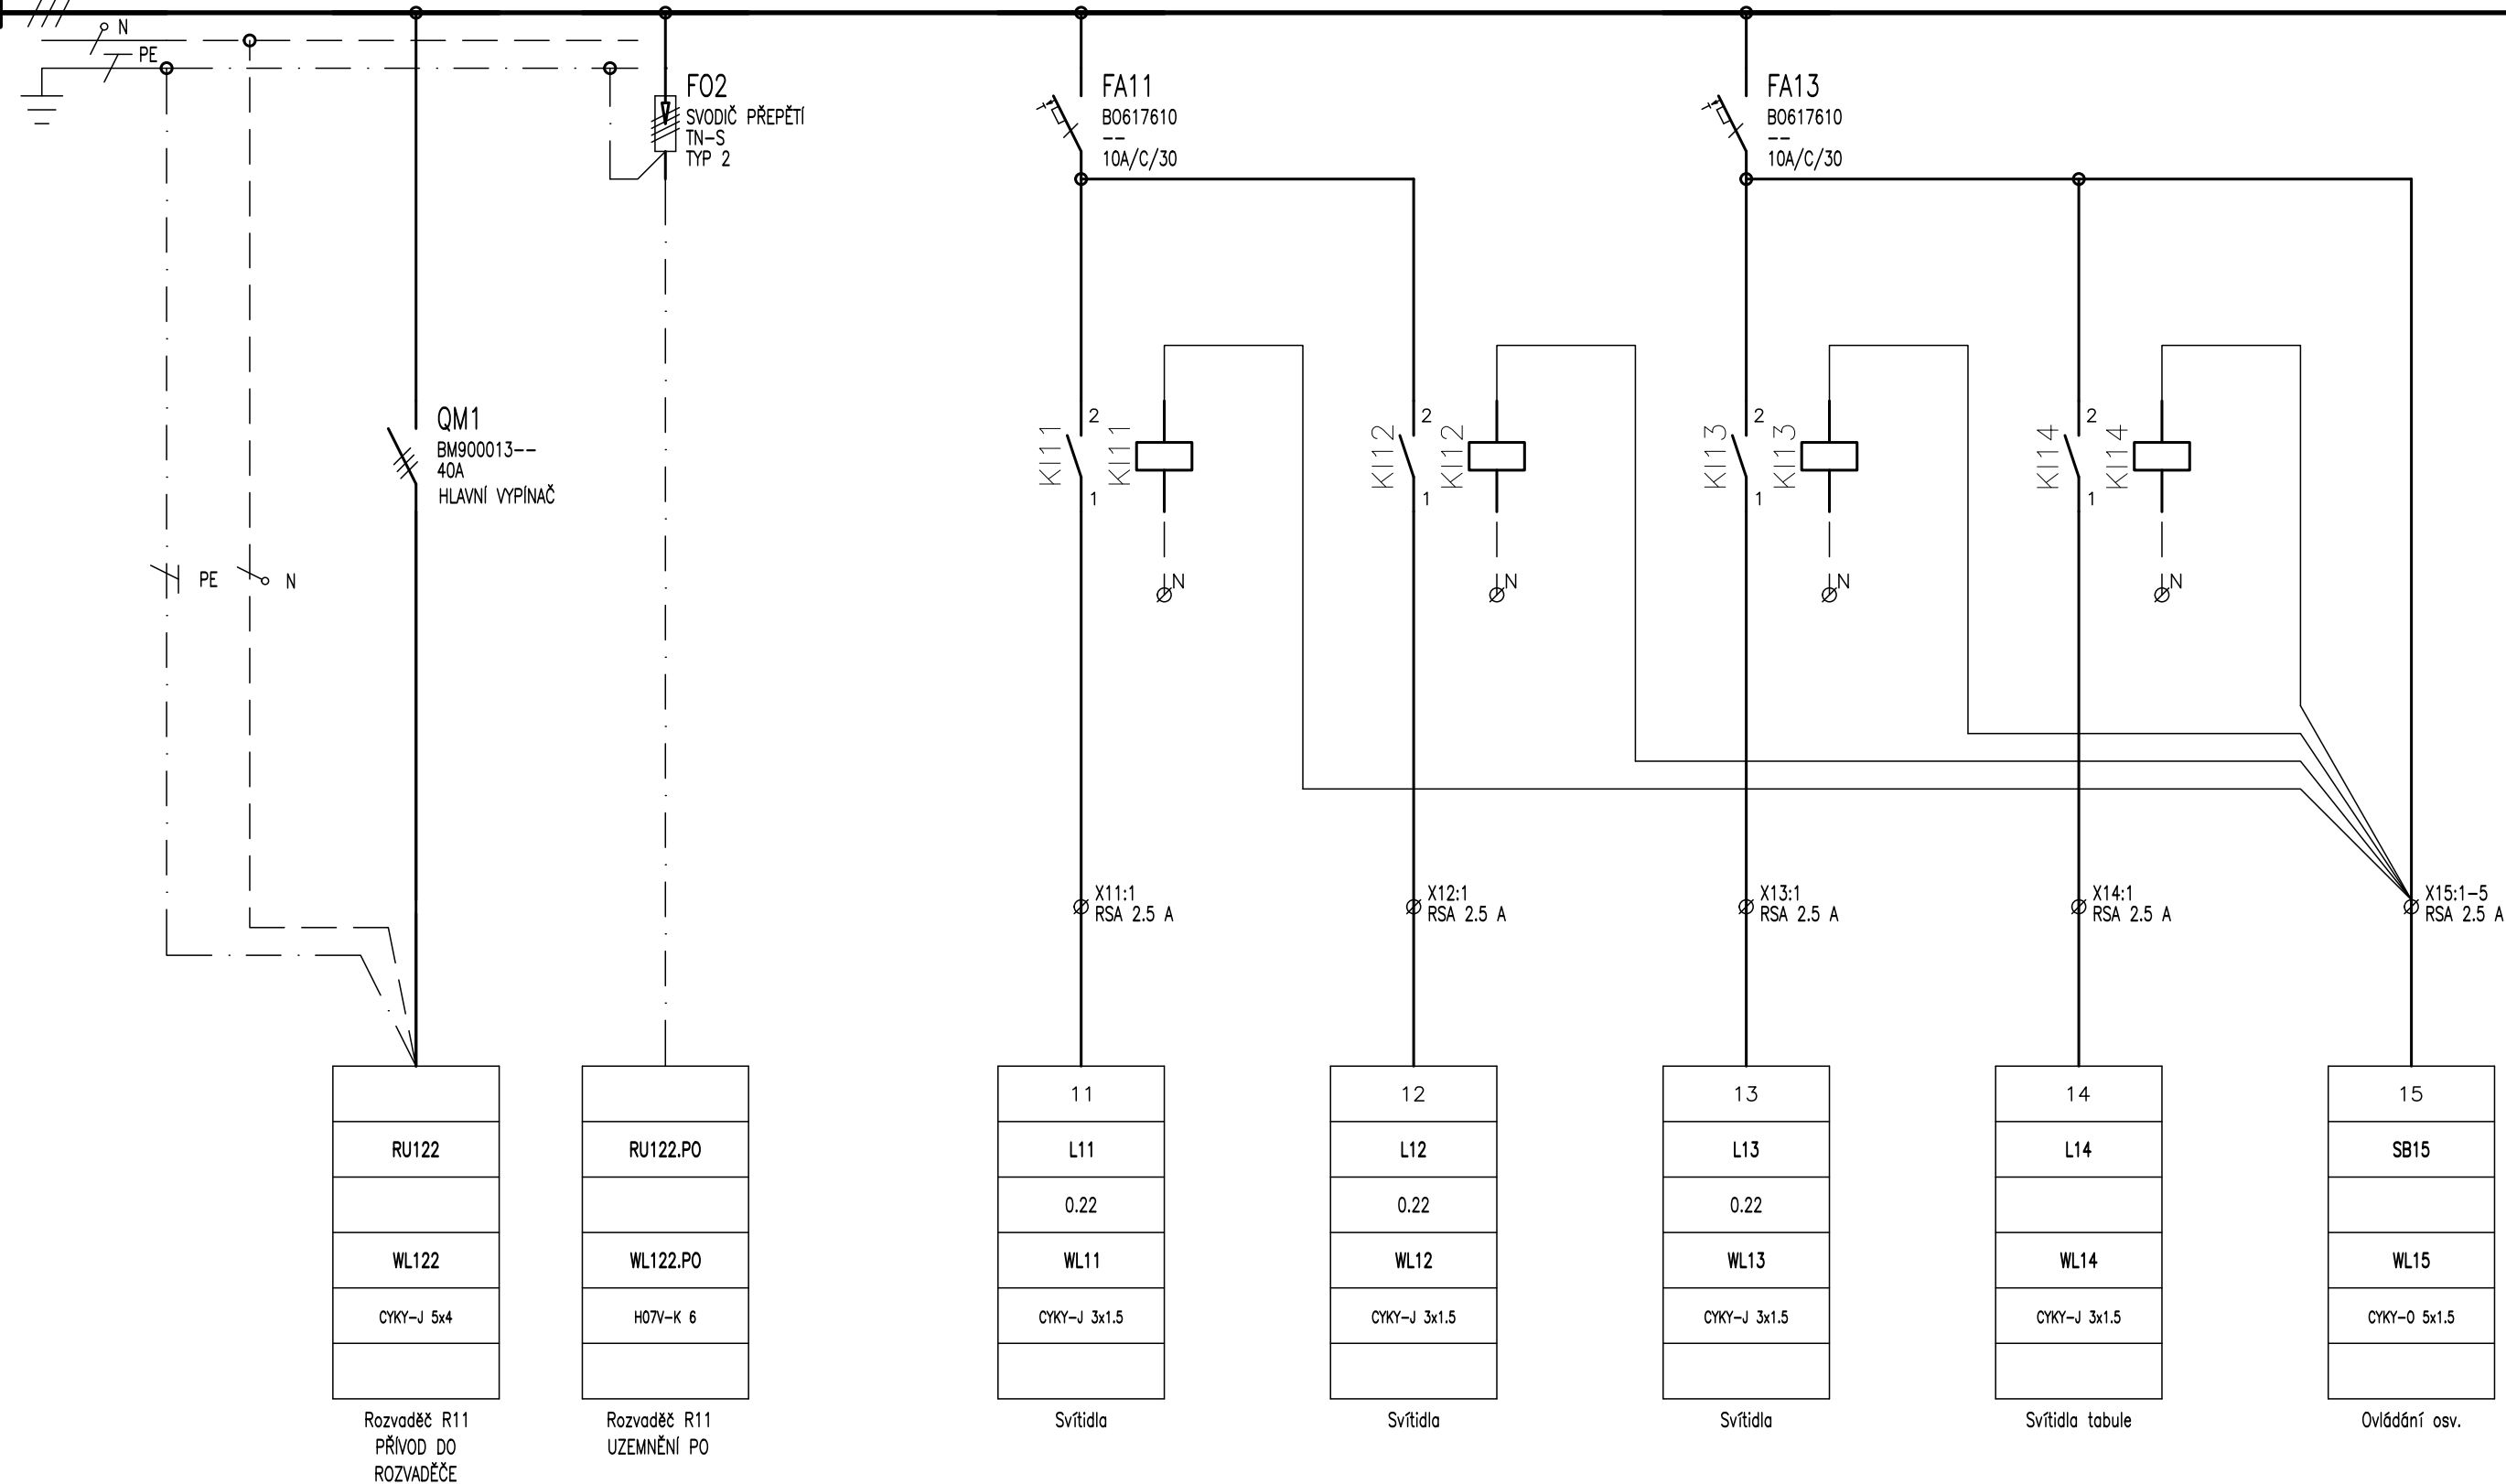 N
PE
FO2
SVODIČ PŘEPĚTÍ
TN-S
TYP 2
FA11
BO617610
--
10A/C/30
FA13
BO617610
--
10A/C/30
QM1
BM900013--
40A
HLAVNÍ VYPÍNAČ
KI11
2
1
KI11
KI12
2
1
KI12
KI13
2
1
KI13
KI14
2
1
KI14
PE
N
N
N
N
N
X11:1
RSA 2.5 A
X12:1
RSA 2.5 A
X13:1
RSA 2.5 A
X14:1
RSA 2.5 A
X15:1-5
RSA 2.5 A
RU122
WL122
CYKY-J 5x4
Rozvaděč R11
PŘÍVOD DO
ROZVADĚČE
RU122.PO
WL122.PO
H07V-K 6
Rozvaděč R11
UZEMNĚNÍ PO
11
L11
0.22
WL11
CYKY-J 3x1.5
Svítidla
12
L12
0.22
WL12
CYKY-J 3x1.5
Svítidla
13
L13
0.22
WL13
CYKY-J 3x1.5
Svítidla
14
L14
WL14
CYKY-J 3x1.5
Svítidla tabule
15
SB15
WL15
CYKY-O 5x1.5
Ovládání osv.